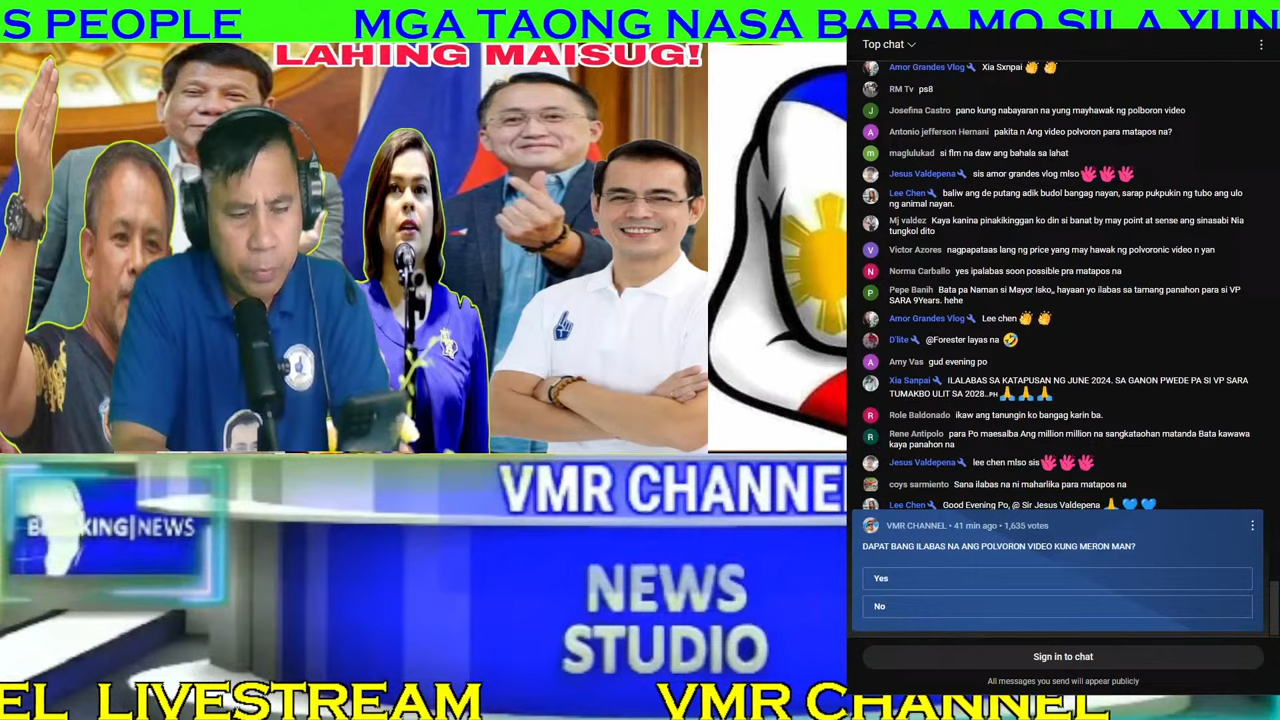 S PEOPLE MGA TAONG NASA BABA MO SILA YUN
LAHING MAISUG!
BREAKING|NEWS
VMR CHANNE
NEWS
STUDIO
EL LIVESTREAM VMR CHANNEL
Top chat
Amor Grandes Vlog Xia Sxnpai 👏 👏
RM Tv ps8
J
Josefina Castro pano kung nabayaran na yung mayhawak ng polboron video
A
Antonio jefferson Hernani pakita n Ang video polvoron para matapos na?
m
maglulukad si flm na daw ang bahala sa lahat
Jesus Valdepena sis amor grandes vlog mlso
Lee Chen baliw ang de putang adik budol bangag nayan, sarap pukpukin ng tubo ang ulo
ng animal nayan.
Mj valdez Kaya kanina pinakikinggan ko din si banat by may point at sense ang sinasabi Nia
tungkol dito
V
Victor Azores nagpapataas lang ng price yang may hawak ng polvoronic video n yan
N
Norma Carballo yes ipalabas soon possible pra matapos na
P
Pepe Banih Bata pa Naman si Mayor Isko,, hayaan yo ilabas sa tamang panahon para si VP
SARA 9Years. hehe
Amor Grandes Vlog Lee chen 👏 👏
D'lite @Forester layas na 🤣
A
Amy Vas gud evening po
Xia Sanpai ILALABAS SA KATAPUSAN NG JUNE 2024. SA GANON PWEDE PA SI VP SARA
TUMAKBO ULIT SA 2028..PH 🙏 🙏 🙏
R
Role Baldonado ikaw ang tanungin ko bangag karin ba.
R
Rene Antipolo para Po maesalba Ang million million na sangkataohan matanda Bata kawawa
kaya panahon na
Jesus Valdepena lee chen mlso sis
coys sarmiento Sana ilabas na ni maharlika para matapos na
Lee Chen Good Evening Po, @ Sir Jesus Valdepena 🙏 💙 💙
VMR CHANNEL • 41 min ago • 1,635 votes
DAPAT BANG ILABAS NA ANG POLVORON VIDEO KUNG MERON MAN?
Yes
No
Sign in to chat
All messages you send will appear publicly